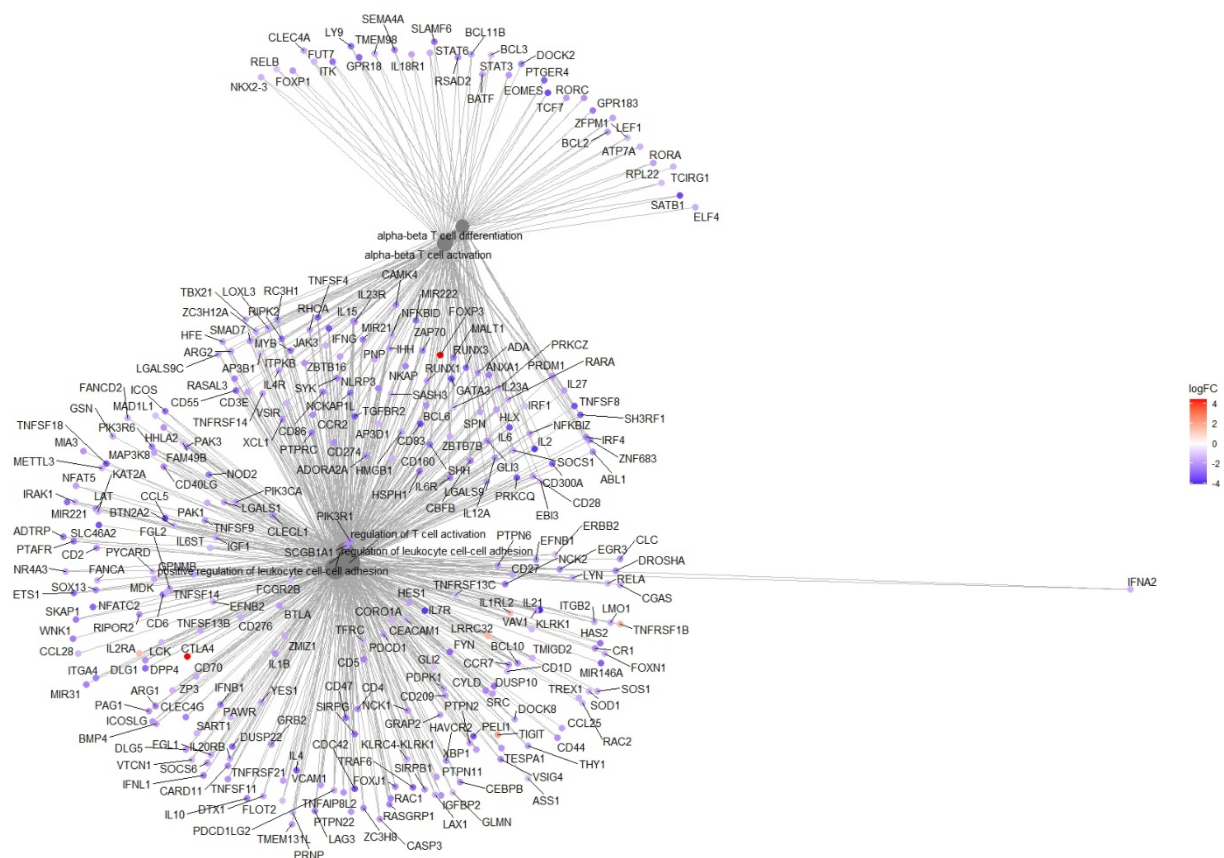 SEMA4A
LY9
SLAMF6
CLEC4A
TMEM98
BCL11B
FUT7
STAT6
BCL3
RELB
ITK
GPR18
IL18R1
DOCK2
FOXP1
RSAD2
STAT3
PTGER4
NKX2-3
BATF
EOMES
RORC
TCF7
GPR183
ZFPM1
LEF1
BCL2
ATP7A
RORA
RPL22
TCIRG1
SATB1
ELF4
alpha-beta T cell differentiation
alpha-beta T cell activation
TNFSF4
CAMK4
LOXL3
RC3H1
IL23R
TBX21
MIR222
RIPK2
RHOA
IL15
NFKBID
FOXP3
ZC3H12A
SMAD7
MIR21
ZAP70
MALT1
HFE
MYB
JAK3
IFNG
IHH
RUNX3
ADA
PRKCZ
ARG2
PNP
AP3B1
ITPKB
ZBTB16
RUNX1
ANXA1
PRDM1
RARA
LGALS9C
NLRP3
NKAP
GATA3
IL23A
IL27
RASAL3
IL4R
SYK
SASH3
TNFSF8
CD55
CD3E
VSIR
NCKAP1L
BCL6
IRF1
SH3RF1
FANCD2
ICOS
TNFRSF14
TGFBR2
HLX
NFKBIZ
GSN
MAD1L1
CD86
CCR2
SPN
IL6
IL2
IRF4
TNFSF18
PIK3R6
XCL1
PTPRC
AP3D1
CD83
ZBTB7B
ZNF683
MIA3
HHLA2
PAK3
CD274
SOCS1
MAP3K8
FAM49B
ADORA2A
HMGB1
CD160
SHH
GLI3
ABL1
METTL3
KAT2A
NOD2
HSPH1
IL6R
CD300A
NFAT5
CD40LG
LGALS9
PRKCQ
CD28
IRAK1
LAT
PIK3CA
CBFB
IL12A
EBI3
MIR221
BTN2A2
CCL5
PAK1
LGALS1
PIK3R1
ADTRP
SLC46A2
TNFSF9
CLECL1
ERBB2
PTAFR
FGL2
IL6ST
IGF1
regulation of T cell activation
PTPN6
EFNB1
CD2
PYCARD
SCGB1A1
regulation of leukocyte cell-cell adhesion
NCK2
EGR3
CLC
NR4A3
FANCA
GPNMB
positive regulation of leukocyte cell-cell adhesion
CD27
DROSHA
SOX13
MDK
FCGR2B
LYN
RELA
IFNA2
ETS1
TNFSF14
TNFRSF13C
CGAS
NFATC2
EFNB2
HES1
IL1RL2
IL21
SKAP1
CD6
BTLA
CORO1A
IL7R
ITGB2
LMO1
WNK1
RIPOR2
TNFSF13B
CD276
TFRC
CEACAM1
VAV1
KLRK1
TNFRSF1B
CCL28
IL2RA
LCK
CTLA4
ZMIZ1
PDCD1
LRRC32
HAS2
ITGA4
DLG1
DPP4
IL1B
CD5
FYN
BCL10
TMIGD2
CR1
MIR31
CD70
GLI2
CCR7
CD1D
FOXN1
ARG1
ZP3
IFNB1
YES1
CD47
CD4
PDPK1
CYLD
DUSP10
MIR146A
PAG1
CLEC4G
SIRPG
NCK1
CD209
SRC
TREX1
SOS1
ICOSLG
PAWR
GRAP2
PTPN2
DOCK8
SOD1
BMP4
SART1
GRB2
HAVCR2
PELI1
CCL25
RAC2
DLG5
FGL1
IL20RB
DUSP22
CDC42
KLRC4-KLRK1
TIGIT
CD44
VTCN1
SOCS6
IL4
TRAF6
XBP1
TESPA1
THY1
IFNL1
TNFRSF21
VCAM1
FOXJ1
SIRPB1
PTPN11
VSIG4
CARD11
TNFSF11
RAC1
CEBPB
ASS1
IL10
DTX1
FLOT2
TNFAIP8L2
RASGRP1
IGFBP2
GLMN
PDCD1LG2
PTPN22
LAX1
TMEM131L
LAG3
ZC3H8
CASP3
PRNP
logFC
4
2
0
-2
-4